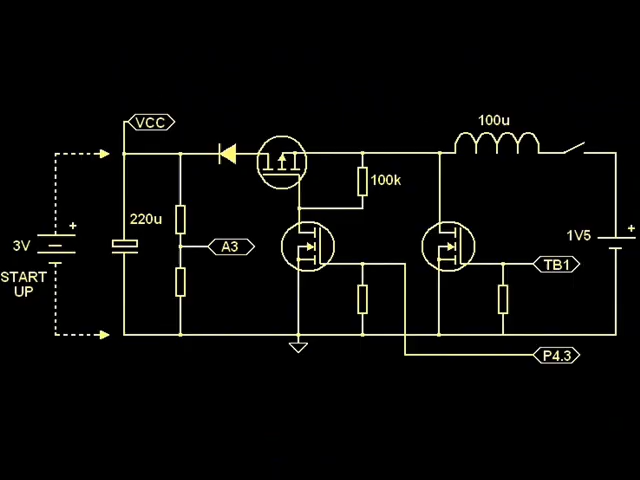 100u
VCC
100k
220u
+
3V
A3
1V5
+
START
UP
TB1
P4.3